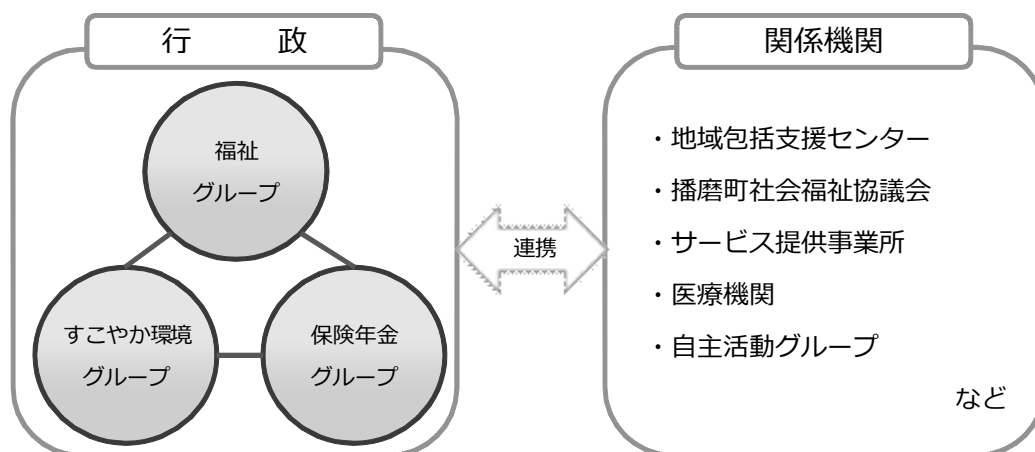 行　　政
福祉
グループ
すこやか環境
グループ
保険年金
グループ
連携
関係機関
・地域包括支援センター
・播磨町社会福祉協議会
・サービス提供事業所
・医療機関
・自主活動グループ
など